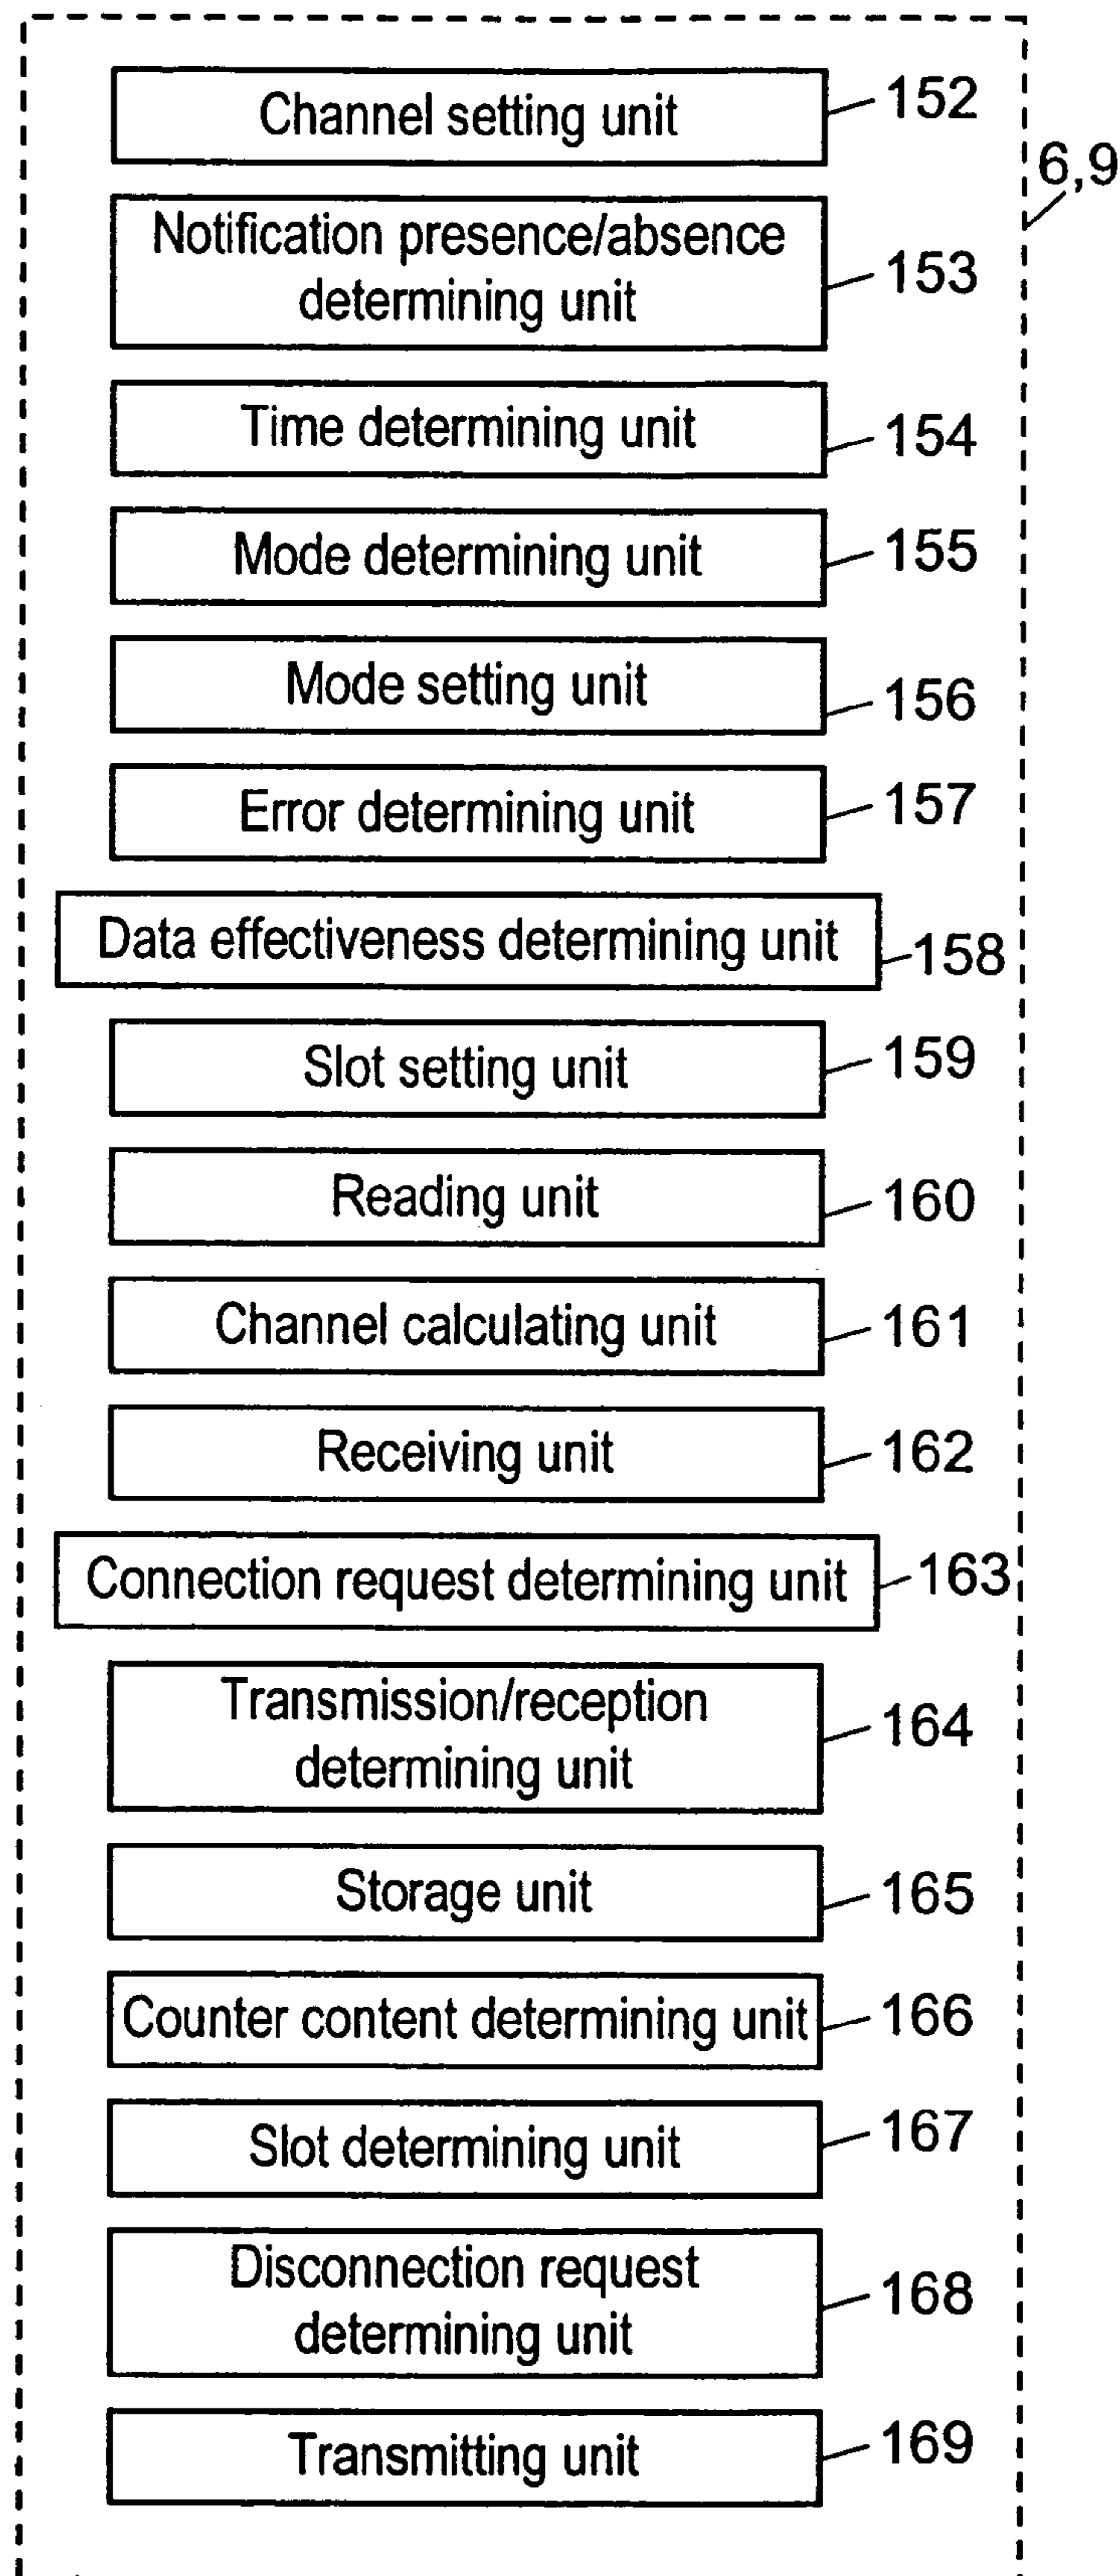 Channel setting unit 152
6,9
Notification presence/absence
determining unit 153
Time determining unit 154
Mode determining unit 155
Mode setting unit 156
Error determining unit 157
Data effectiveness determining unit 158
Slot setting unit 159
Reading unit 160
Channel calculating unit 161
Receiving unit 162
Connection request determining unit 163
Transmission/reception
determining unit 164
Storage unit 165
Counter content determining unit 166
Slot determining unit 167
Disconnection request
determining unit 168
Transmitting unit 169